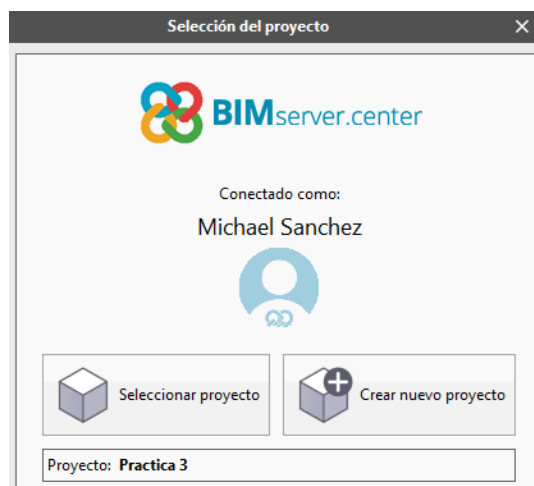 Selección del proyecto
BIMserver.center
Conectado como:
Michael Sanchez
Seleccionar proyecto
Crear nuevo proyecto
Proyecto: Practica 3